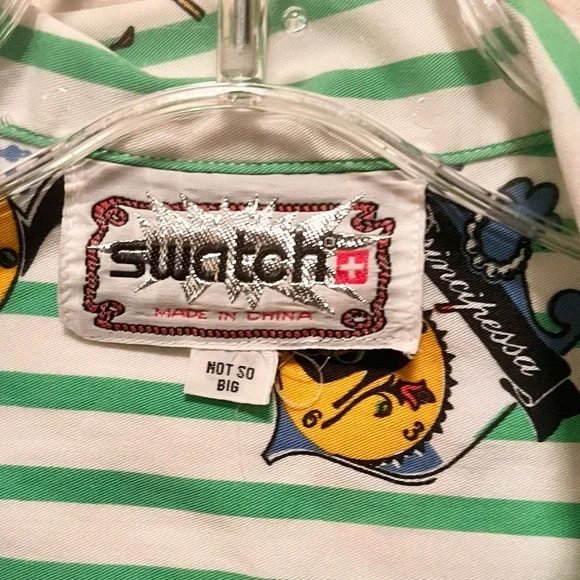 swatch
MADE IN CHINA
NOT SO
BIG
Principessa
6
3